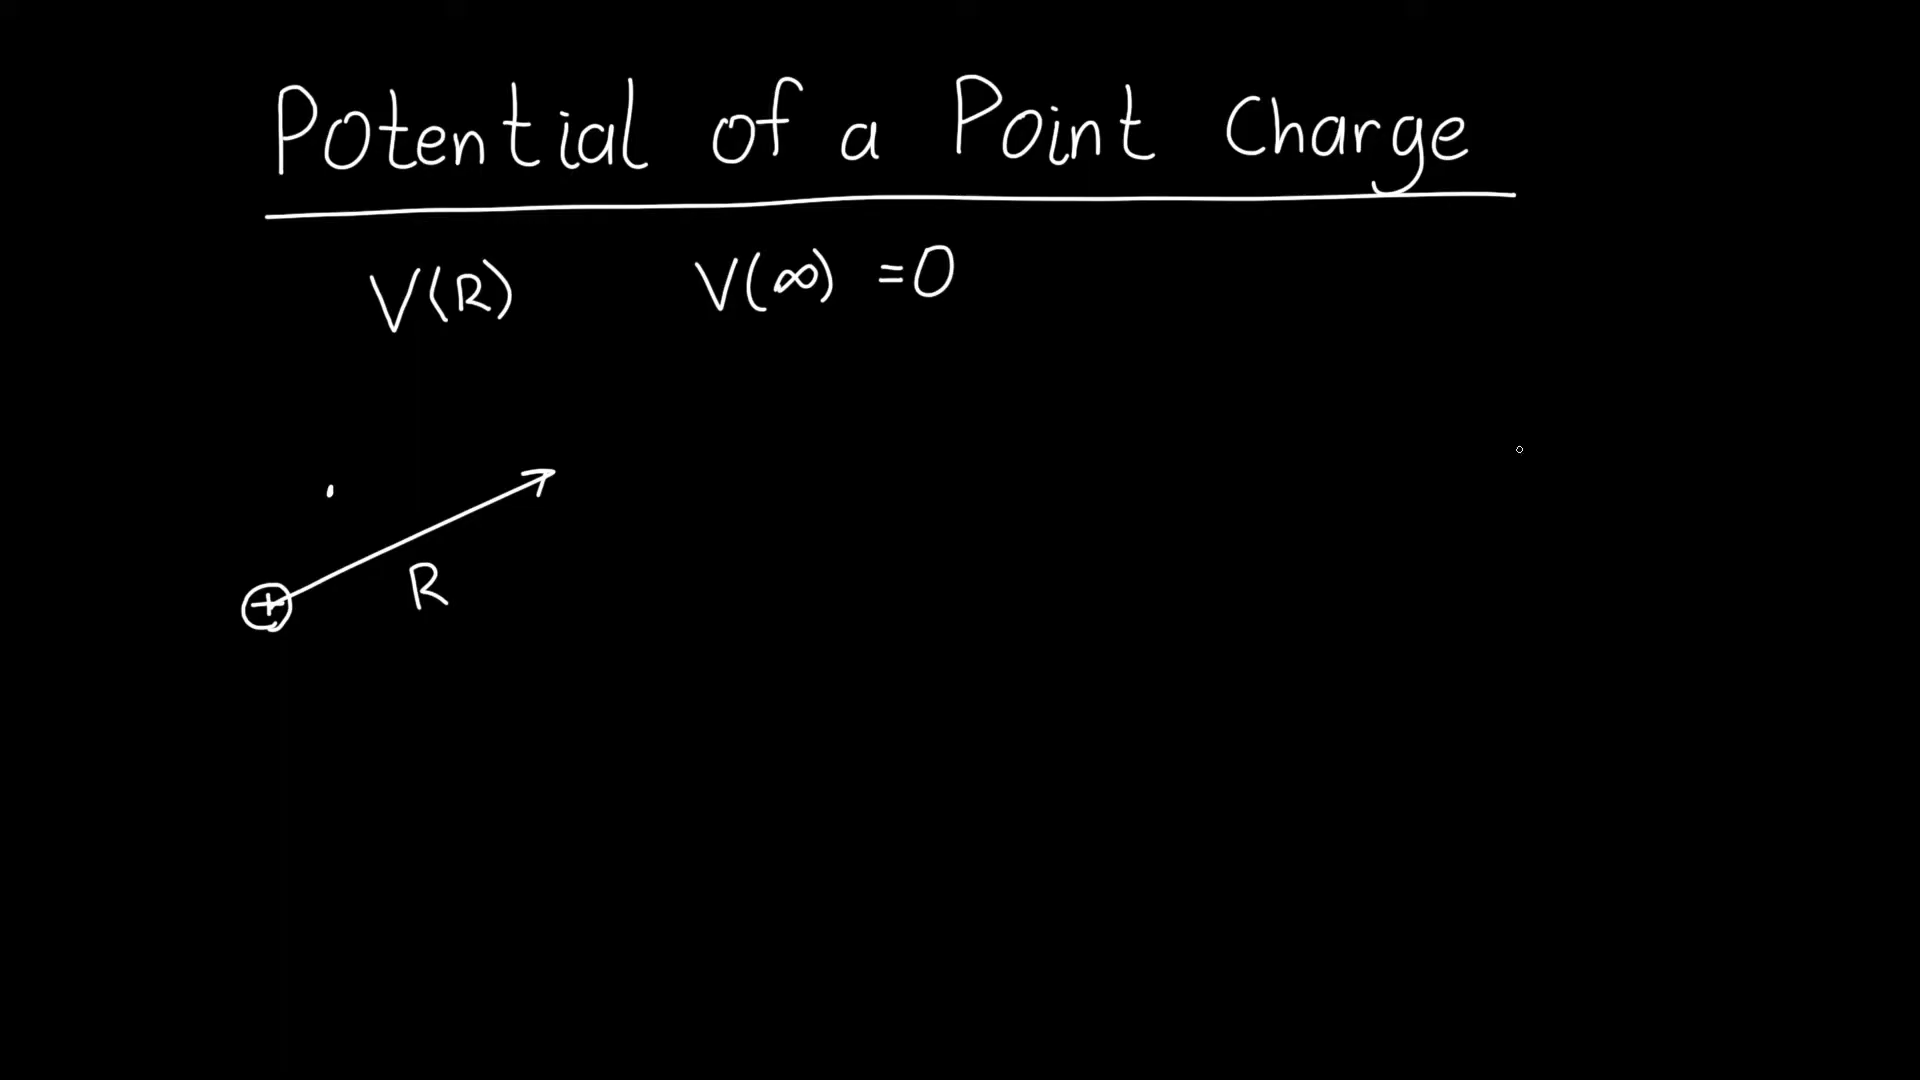 Potential of a Point Charge
V(R) V(∞) =0
R
+